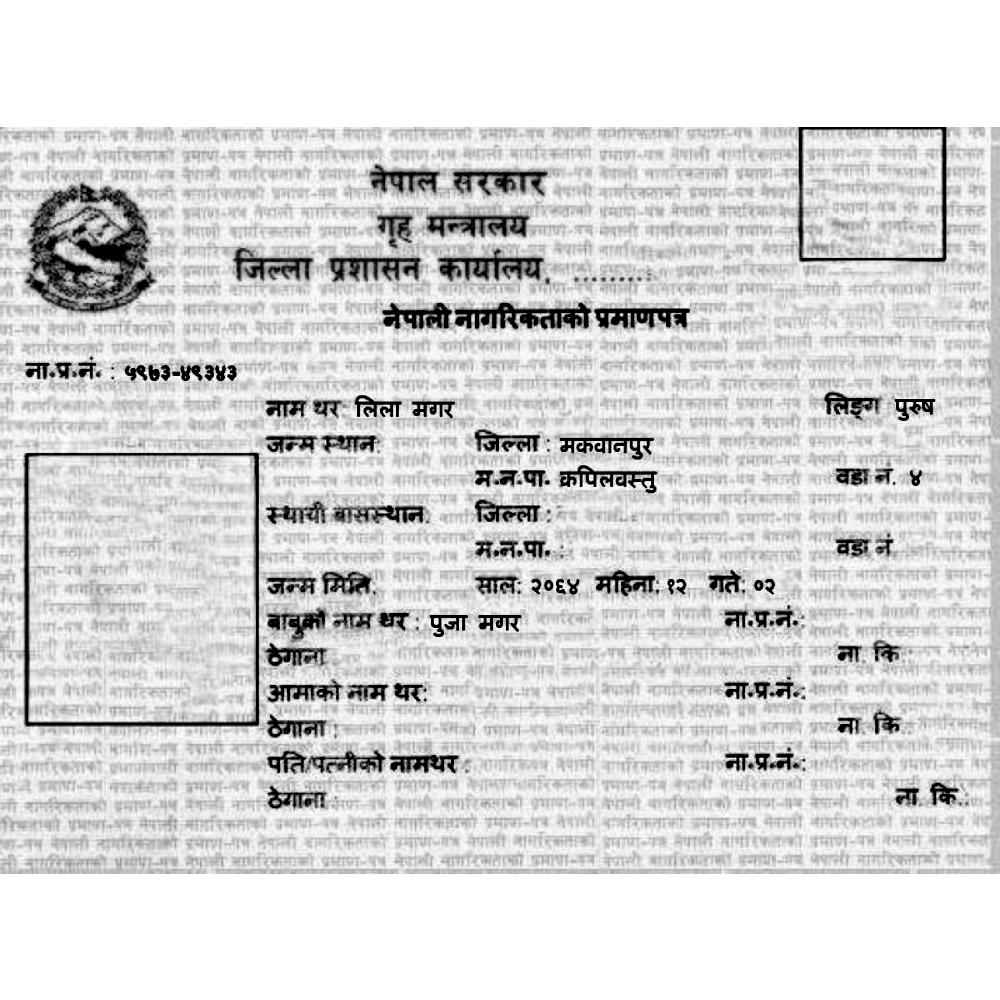 नेपाल सरकार
गृह मन्त्रालय
जिल्ला प्रशासन कार्यालय, .........
नेपाली नागरिकताको प्रमाणपत्र
ना.प्र.नं. : ५९७३-४९३४३
नाम थर: लिला मगर लिङ्ग पुरुष
जन्म स्थान: जिल्ला : मकवानपुर
म.न.पा. क्रपिलवस्तु वडा नं. ४
स्थायी बासस्थान: जिल्ला :
म.न.पा. : वडा नं.
जन्म मिति: साल: २०६४ महिना: १२ गते: ०२
बाबुको नाम थर : पुजा मगर ना.प्र.नं.:
ठेगाना ना. कि.:
आमाको नाम थर: ना.प्र.नं.:
ठेगाना : ना. कि.:
पति/पत्नीको नामथर : ना.प्र.नं.:
ठेगाना : ना. कि.: